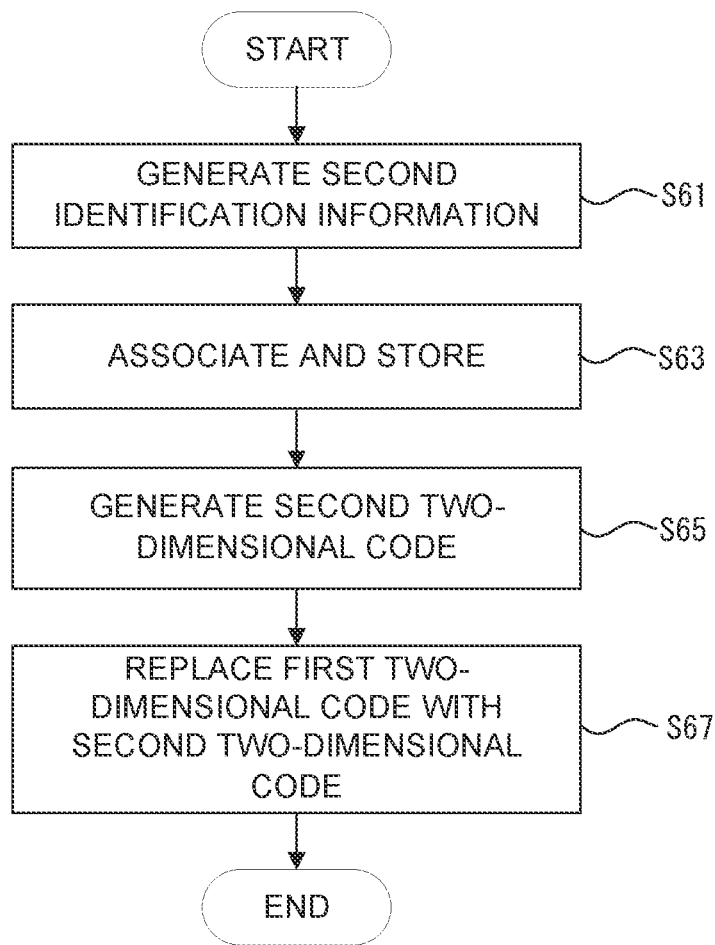 START
GENERATE SECOND
IDENTIFICATION INFORMATION
S61
ASSOCIATE AND STORE
S63
GENERATE SECOND TWO-
DIMENSIONAL CODE
S65
REPLACE FIRST TWO-
DIMENSIONAL CODE WITH
SECOND TWO-DIMENSIONAL
CODE
S67
END